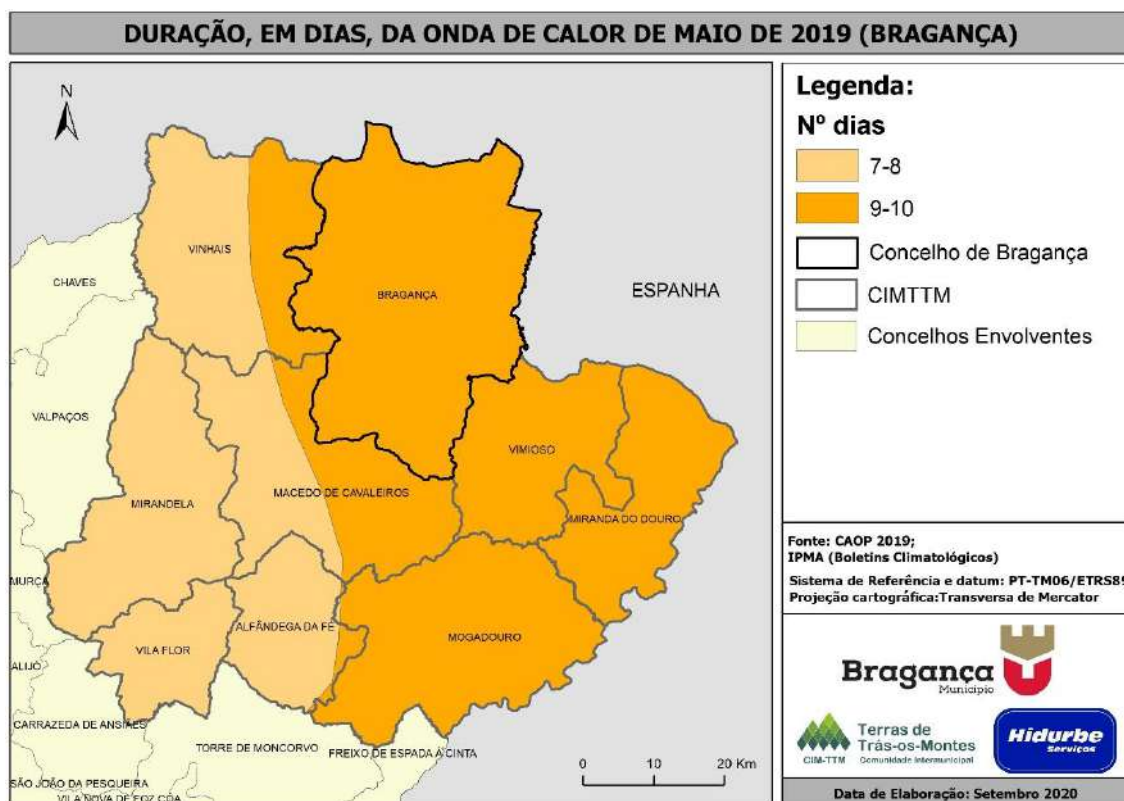 DURAÇÃO, EM DIAS, DA ONDA DE CALOR DE MAIO DE 2019 (BRAGANÇA)
N
VINHAIS
CHAVES
BRAGANÇA
ESPANHA
VALPAÇOS
VIMIOSO
MACEDO DE CAVALEIROS
MIRANDELA
MIRANDA DO DOURO
MURÇA
ALFÂNDEGA DA FÉ
MOGADOURO
VILA FLOR
ALIJÓ
CARRAZEDA DE ANSIÃES
TORRE DE MONCORVO
FREIXO DE ESPADA À CINTA
SÃO JOÃO DA PESQUEIRA
VILA NOVA DE FOZ CÔA
0 10 20 Km
Legenda:
Nº dias
7-8
9-10
Concelho de Bragança
CIMTTM
Concelhos Envolventes
Fonte: CAOP 2019;
IPMA (Boletins Climatológicos)
Sistema de Referência e datum: PT-TM06/ETRS89
Projeção cartográfica:Transversa de Mercator
Bragança
Município
CIM-TTM
Terras de
Trás-os-Montes
Comunidade Intermunicipal
Hidurbe
Serviços
Data de Elaboração: Setembro 2020